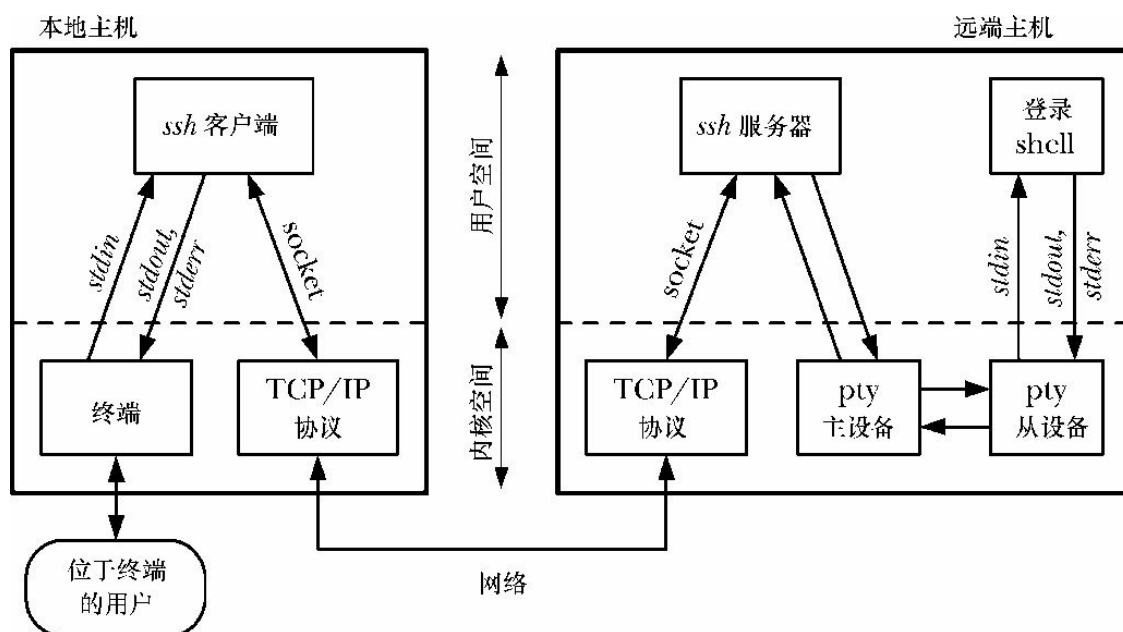 本地主机
远端主机
ssh 客户端
ssh 服务器
登录
shell
用户空间
stdin
stdout,
stderr
socket
socket
stdin
stdout,
stderr
内核空间
终端
TCP/IP
协议
TCP/IP
协议
pty
主设备
pty
从设备
位于终端
的用户
网络